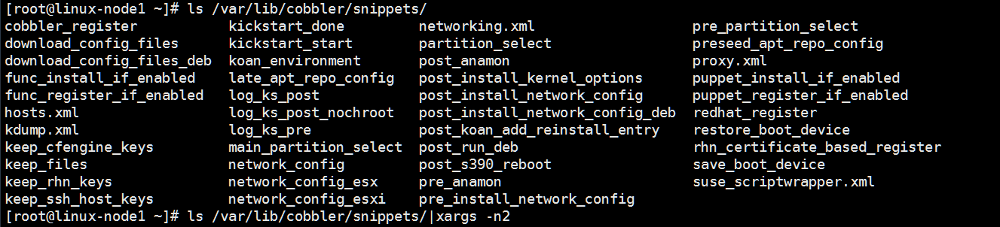 [root@linux-node1 ~]# ls /var/lib/cobbler/snippets/
cobbler_register kickstart_done networking.xml pre_partition_select
download_config_files kickstart_start partition_select preseed_apt_repo_config
download_config_files_deb koan_environment post_anamon proxy.xml
func_install_if_enabled late_apt_repo_config post_install_kernel_options puppet_install_if_enabled
func_register_if_enabled log_ks_post post_install_network_config puppet_register_if_enabled
hosts.xml log_ks_post_nochroot post_install_network_config_deb redhat_register
kdump.xml log_ks_pre post_koan_add_reinstall_entry restore_boot_device
keep_cfengine_keys main_partition_select post_run_deb rhn_certificate_based_register
keep_files network_config post_s390_reboot save_boot_device
keep_rhn_keys network_config_esx pre_anamon suse_scriptwrapper.xml
keep_ssh_host_keys network_config_esxi pre_install_network_config
[root@linux-node1 ~]# ls /var/lib/cobbler/snippets/|xargs -n2